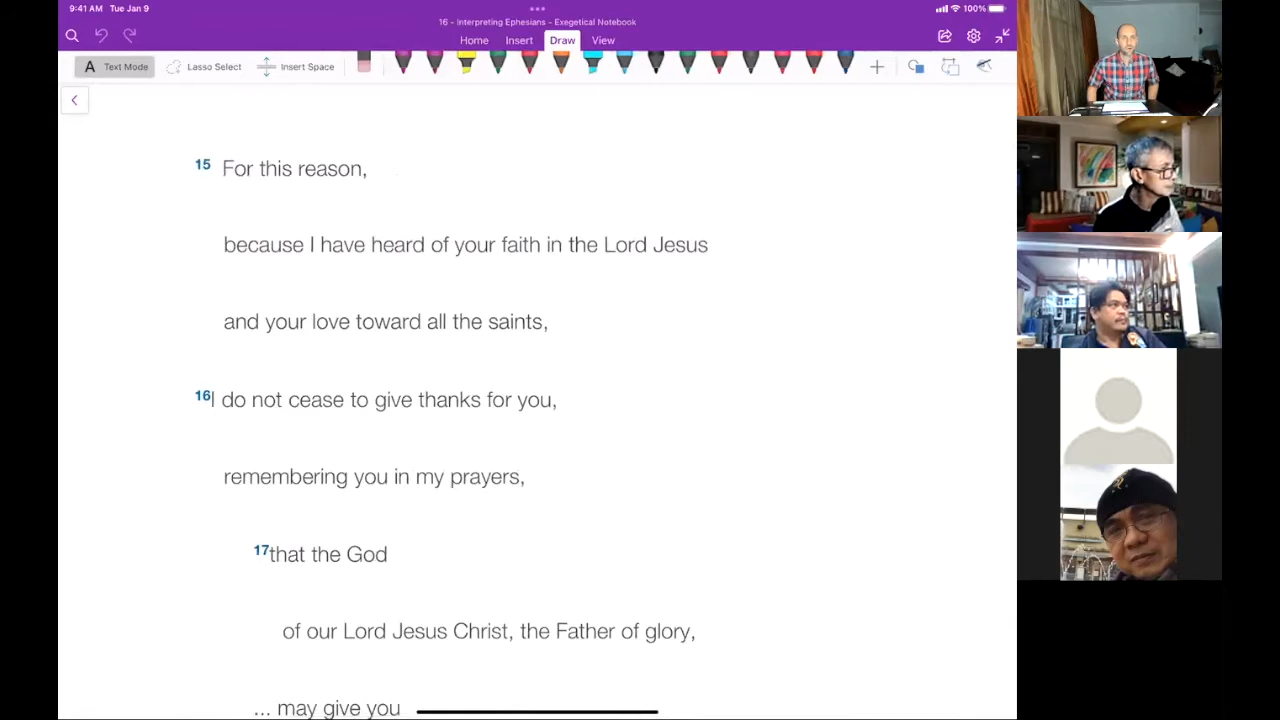 9:41 AM Tue Jan 9
100%
16 - Interpreting Ephesians - Exegetical Notebook
Home Insert Draw View
A Text Mode Lasso Select Insert Space
15 For this reason,
because I have heard of your faith in the Lord Jesus
and your love toward all the saints,
16I do not cease to give thanks for you,
remembering you in my prayers,
17that the God
of our Lord Jesus Christ, the Father of glory,
... may give you